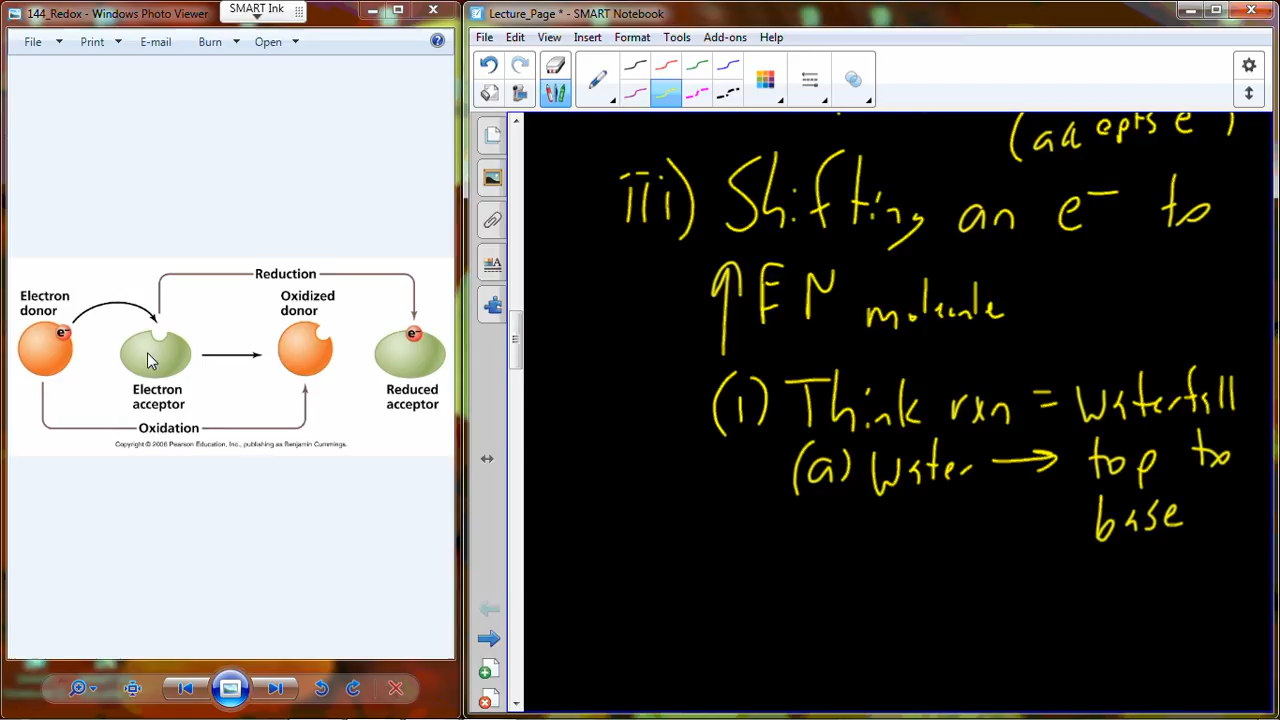 144_Redox - Windows Photo Viewer
SMART Ink
File Print E-mail Burn Open
Reduction
Electron
donor
Oxidized
donor
e-
e-
Electron
acceptor
Reduced
acceptor
Oxidation
Copyright © 2006 Pearson Education, Inc., publishing as Benjamin Cummings.
Lecture_Page * - SMART Notebook
File Edit View Insert Format Tools Add-ons Help
(accepts e-)
iii) Shifting an e- to
↑EN molecule
(1) Think rxn = waterfall
(a) Water → top to
base